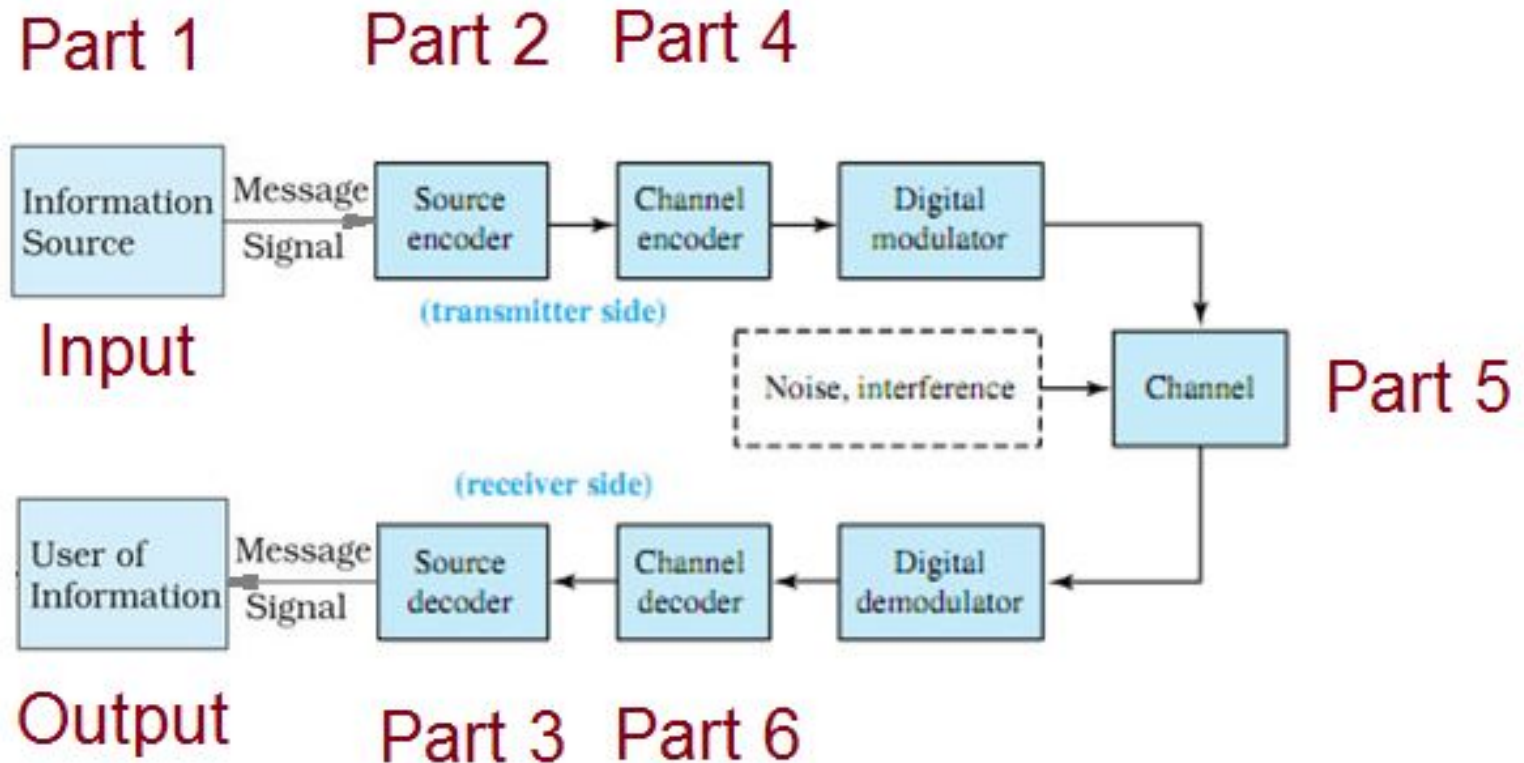 Part 1
Part 2
Part 4
Information
Source
Message
Signal
Source
encoder
Channel
encoder
Digital
modulator
(transmitter side)
Input
Noise, interference
Channel
Part 5
(receiver side)
User of
Information
Message
Signal
Source
decoder
Channel
decoder
Digital
demodulator
Output
Part 3
Part 6